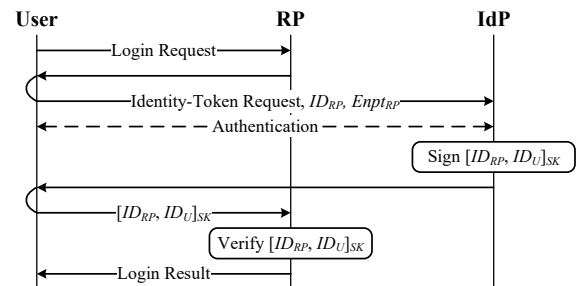 User RP IdP
Login Request
Identity-Token Request, ID_RP, Enpt_RP
Authentication
Sign [ID_RP, ID_U]_SK
[ID_RP, ID_U]_SK
Verify [ID_RP, ID_U]_SK
Login Result